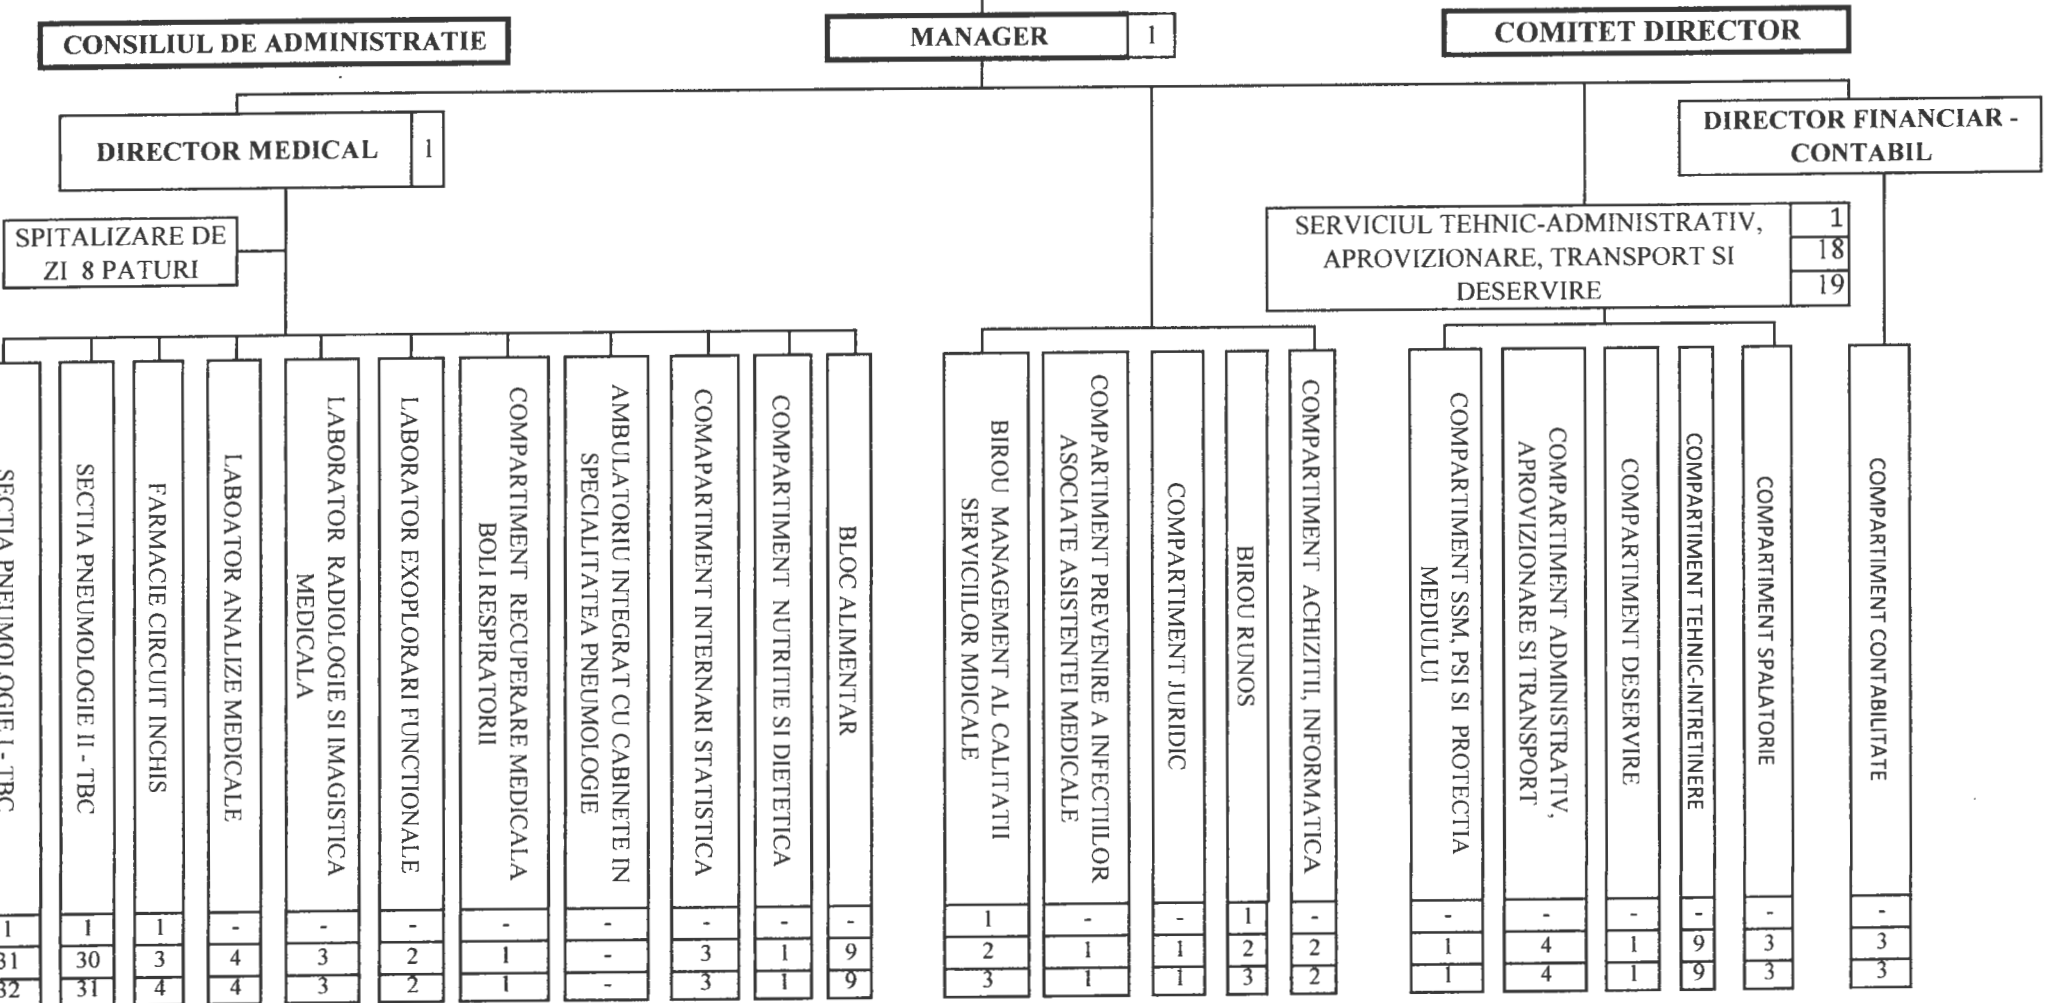 CONSILIUL DE ADMINISTRATIE
MANAGER 1
COMITET DIRECTOR
DIRECTOR MEDICAL 1
DIRECTOR FINANCIAR -
CONTABIL
SPITALIZARE DE
ZI 8 PATURI
SERVICIUL TEHNIC-ADMINISTRATIV,
APROVIZIONARE, TRANSPORT SI
DESERVIRE
1
18
19
SECTIA PNEUMOLOGIE I - TBC
1
31
32
SECTIA PNEUMOLOGIE II - TBC
1
30
31
FARMACIE CIRCUIT INCHIS
1
3
4
LABOATOR ANALIZE MEDICALE
-
4
4
LABORATOR RADIOLOGIE SI IMAGISTICA
MEDICALA
-
3
3
LABORATOR EXOPLORARI FUNCTIONALE
-
2
2
COMPARTIMENT RECUPERARE MEDICALA
BOLI RESPIRATORII
-
1
1
AMBULATORIU INTEGRAT CU CABINETE IN
SPECIALITATEA PNEUMOLOGIE
-
-
-
COMAPARTIMENT INTERNARI STATISTICA
-
3
3
COMPARTIMENT NUTRITIE SI DIETETICA
-
1
1
BLOC ALIMENTAR
-
9
9
BIROU MANAGEMENT AL CALITATII
SERVICIILOR MDICALE
1
2
3
COMPARTIMENT PREVENIRE A INFECTIILOR
ASOCIATE ASISTENTEI MEDICALE
-
1
1
COMPARTIMENT JURIDIC
-
1
1
BIROU RUNOS
1
2
3
COMPARTIMENT ACHIZITII, INFORMATICA
-
2
2
COMPARTIMENT SSM, PSI SI PROTECTIA
MEDIULUI
-
1
1
COMPARTIMENT ADMINISTRATIV,
APROVIZIONARE SI TRANSPORT
-
4
4
COMPARTIMENT DESERVIRE
-
1
1
COMPARTIMENT TEHNIC-INTRETINERE
-
9
9
COMPARTIMENT SPALATORIE
-
3
3
COMPARTIMENT CONTABILITATE
-
3
3